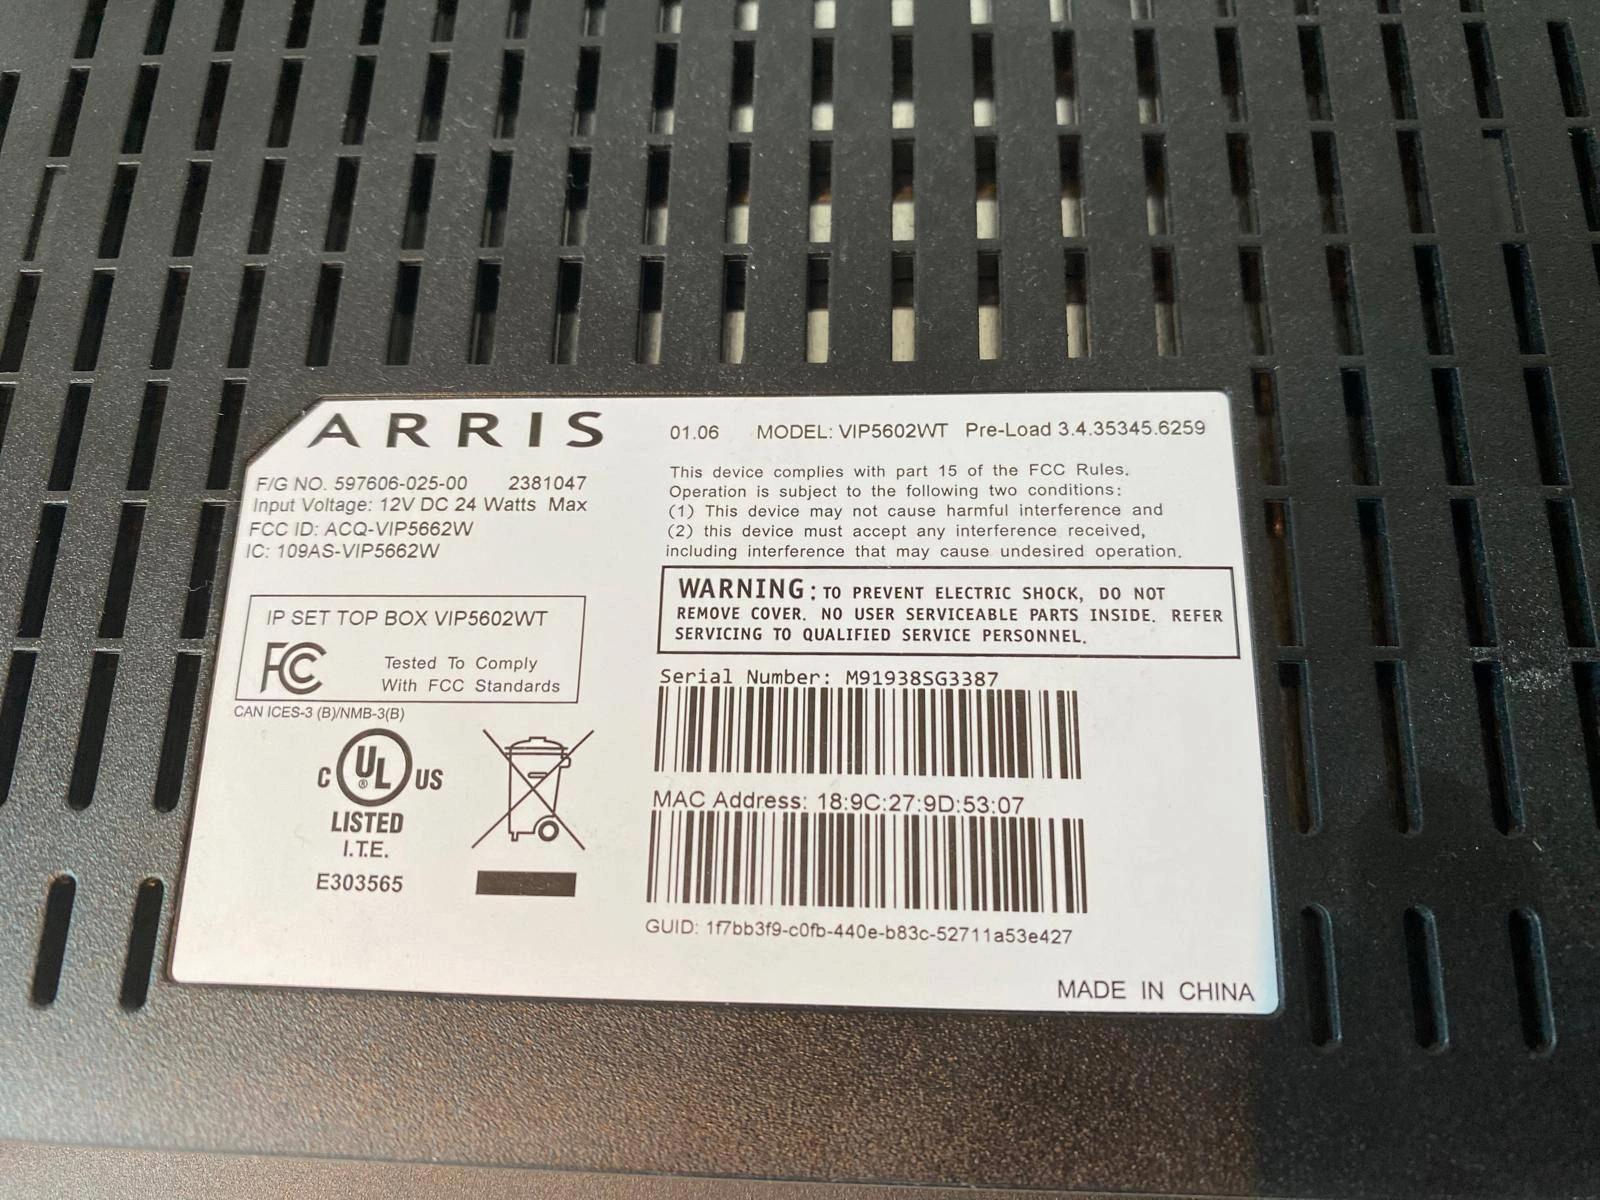 ARRIS
01.06 MODEL: VIP5602WT Pre-Load 3.4.35345.6259
F/G NO. 597606-025-00 2381047
Input Voltage: 12V DC 24 Watts Max
FCC ID: ACQ-VIP5662W
IC: 109AS-VIP5662W
This device complies with part 15 of the FCC Rules.
Operation is subject to the following two conditions:
(1) This device may not cause harmful interference and
(2) this device must accept any interference received,
including interference that may cause undesired operation.
IP SET TOP BOX VIP5602WT
FC
Tested To Comply
With FCC Standards
CAN ICES-3 (B)/NMB-3(B)
WARNING: TO PREVENT ELECTRIC SHOCK, DO NOT
REMOVE COVER. NO USER SERVICEABLE PARTS INSIDE. REFER
SERVICING TO QUALIFIED SERVICE PERSONNEL.
Serial Number: M91938SG3387
C UL® US
LISTED
I.T.E.
E303565
MAC Address: 18:9C:27:9D:53:07
GUID: 1f7bb3f9-c0fb-440e-b83c-52711a53e427
MADE IN CHINA